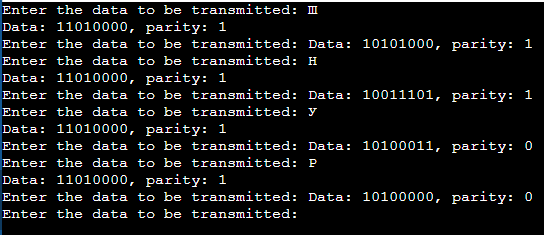 Enter the data to be transmitted: Ш
Data: 11010000, parity: 1
Enter the data to be transmitted: Data: 10101000, parity: 1
Enter the data to be transmitted: Н
Data: 11010000, parity: 1
Enter the data to be transmitted: Data: 10011101, parity: 1
Enter the data to be transmitted: У
Data: 11010000, parity: 1
Enter the data to be transmitted: Data: 10100011, parity: 0
Enter the data to be transmitted: Р
Data: 11010000, parity: 1
Enter the data to be transmitted: Data: 10100000, parity: 0
Enter the data to be transmitted: